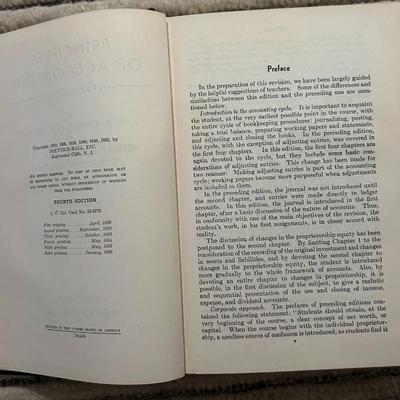 PRINCIPLES
OF ACCOUNTING
Copyright,
PRENTICE-HALL, INC.
Englewood Cliffs, N. J.
ALL RIGHTS RESERVED. NO PART OF THIS BOOK MAY
BE REPRODUCED IN ANY FORM, BY MIMEOGRAPH OR
ANY OTHER MEANS, WITHOUT PERMISSION IN WRITING
FROM THE PUBLISHERS.
FOURTH EDITION
L. C. Cat. Card No.
First printing April,
Second printing
Third printing October,
Fourth printing May,
Fifth printing May,
Sixth printing January,
PRINTED IN THE UNITED STATES OF AMERICA
Preface
In the preparation of this revision, we have been largely guided
by the helpful suggestions of teachers. Some of the differences and
similarities between this edition and the preceding one are men-
tioned below.
Introduction to the accounting cycle. It is important to acquaint
the student, at the very earliest possible point in the course, with
the entire cycle of bookkeeping procedures: journalizing, posting,
taking a trial balance, preparing working papers and statements,
and adjusting and closing the books. In the preceding edition,
this cycle, with the exception of adjusting entries, was covered in
the first four chapters. In this edition, the first four chapters are
again devoted to the cycle, but they include some basic con-
siderations of adjusting entries. This change has been made for
two reasons: Making adjusting entries is part of the accounting
cycle; working papers become more purposeful when adjustments
are included in them.
In the preceding edition, the journal was not introduced until
the second chapter, and entries were made directly in ledger
accounts. In this edition, the journal is introduced in the first
chapter, after a basic discussion of the nature of accounts. Thus,
in conformity with one of the main objectives of the revision, the
student's work, in his first assignments, is in closer accord with
reality.
The discussion of changes in the proprietorship equity has been
moved to the second chapter. By limiting Chapter 1 to the
consideration of the recording of the original investment and changes
in assets and liabilities, and by devoting the second chapter to
changes in proprietorship equity, the student is introduced
more gradually to the whole framework of accounts. Also, by
devoting an entire chapter to changes in proprietorship, it is
possible, in the first discussion of the subject, to give a realistic
and sequential presentation of the use and closing of income,
expense, and dividend accounts.
Corporate approach. The prefaces of preceding editions con-
tained the following statement: "Students should obtain, at the
very beginning of a course, a clear concept of net worth, or
capital. When the course begins with the individual proprietor-
ship, a needless source of confusion is introduced, as students find it
v